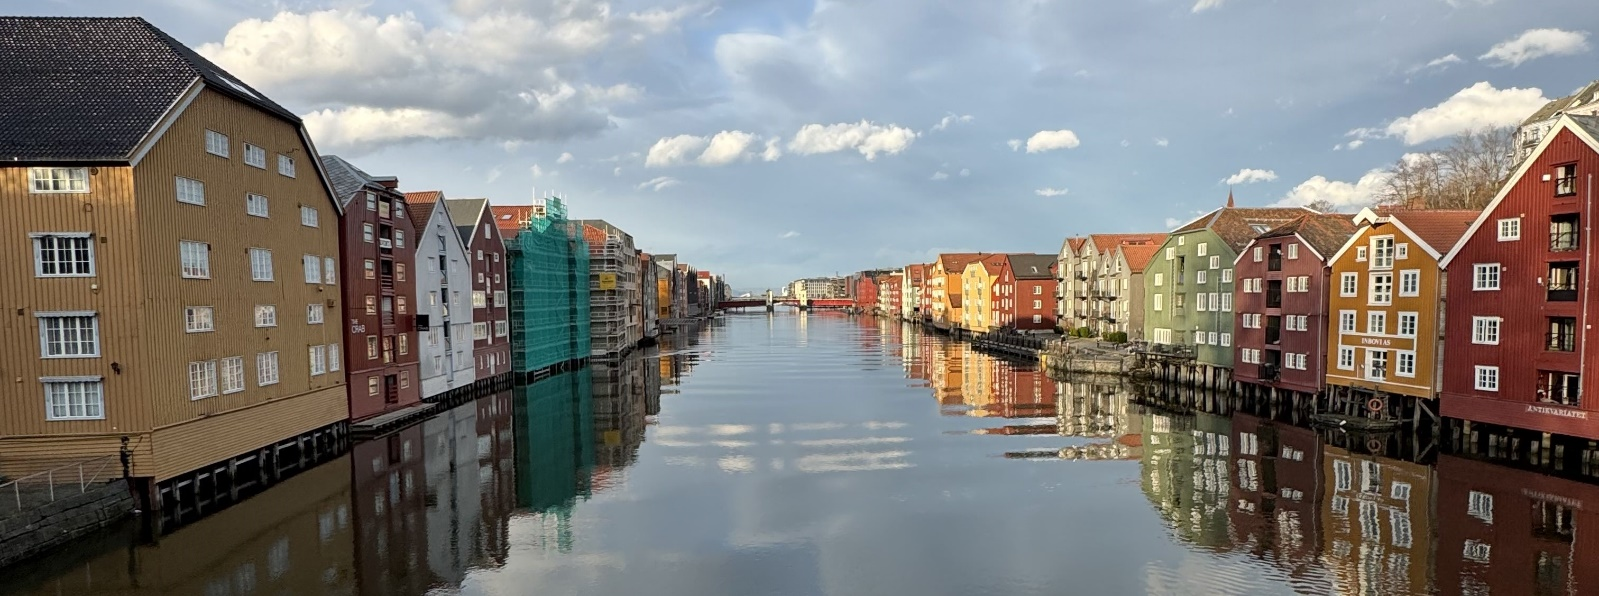 THE
CRAB
INBOVI AS
ANTIKVARIATET